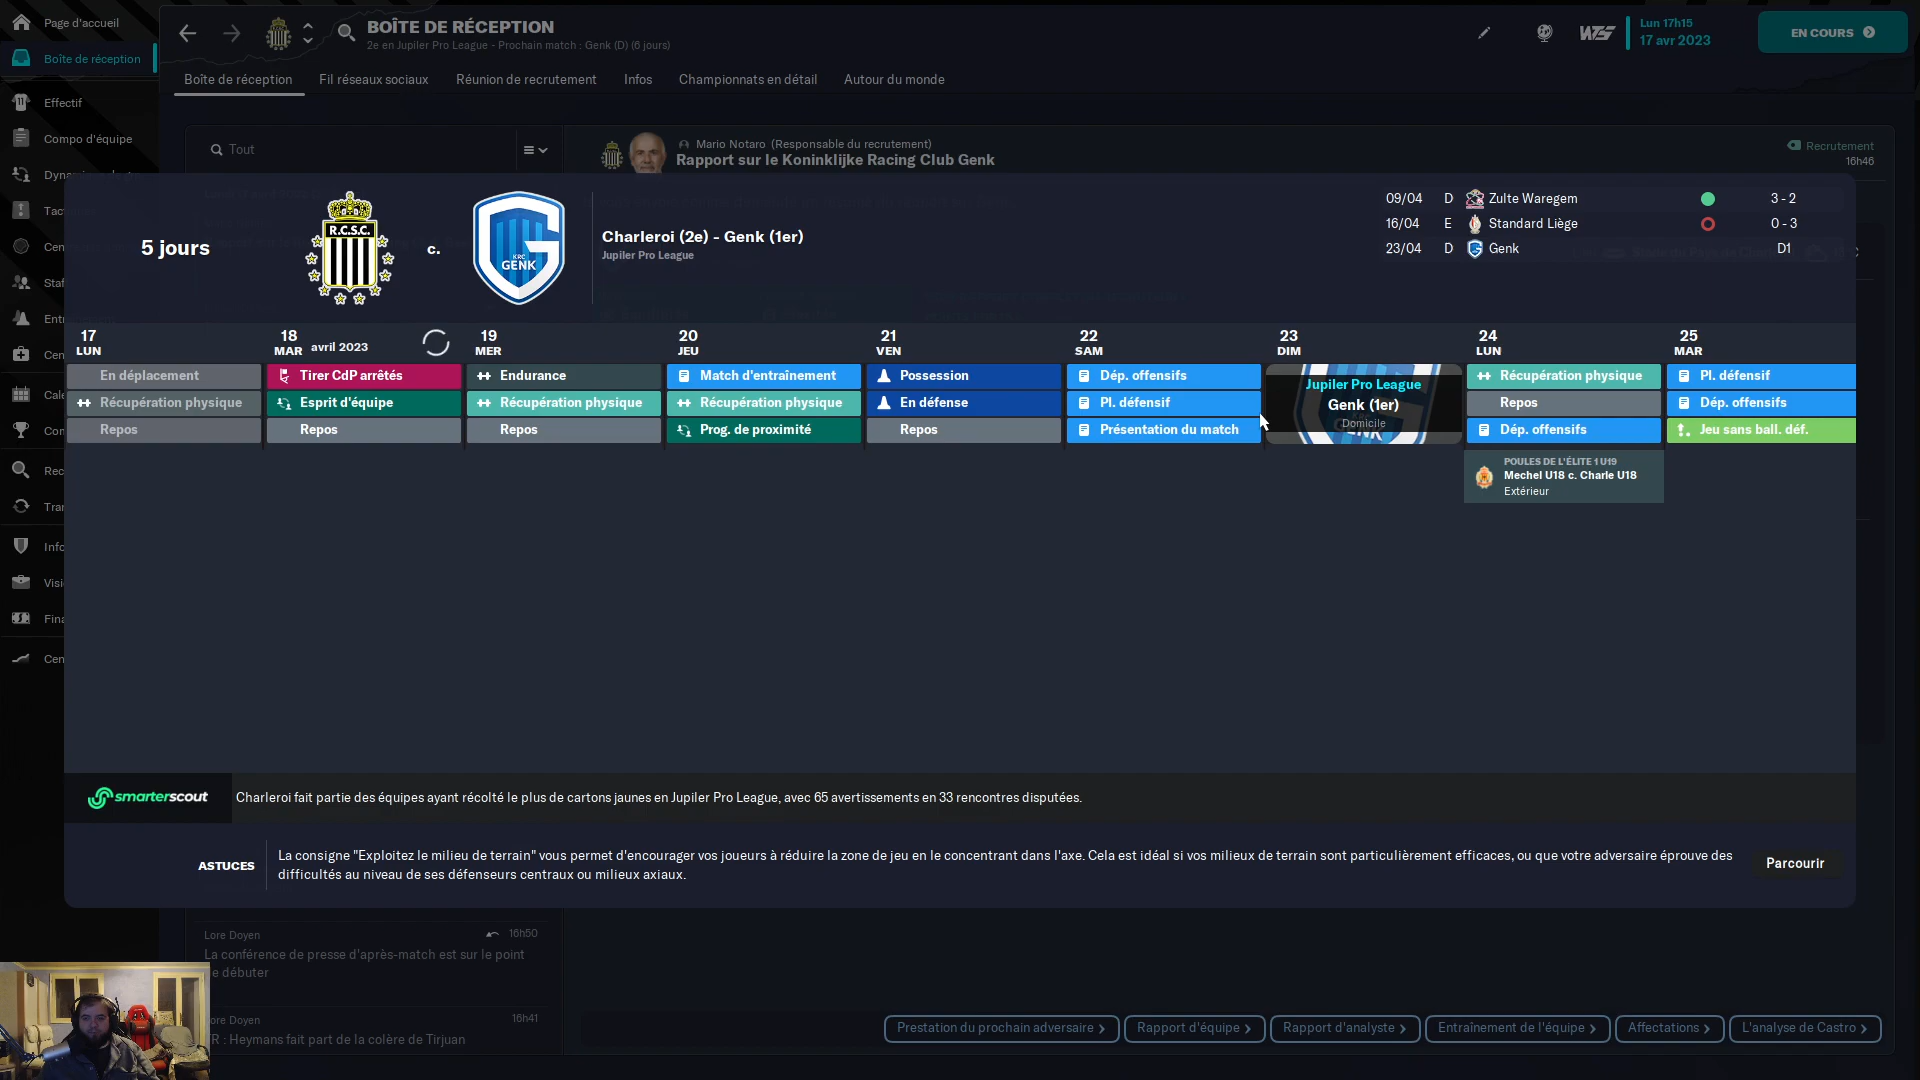 Page d'accueil
Boîte de réception
Effectif
Compo d'équipe
BOÎTE DE RÉCEPTION
2e en Jupiler Pro League - Prochain match : Genk (D) (6 jours)
Lun 17h15
17 avr 2023
EN COURS
Boîte de réception
Fil réseaux sociaux
Réunion de recrutement
Infos
Championnats en détail
Autour du monde
Tout
Mario Notaro (Responsable du recrutement)
Rapport sur le Koninklijke Racing Club Genk
Recrutement
16h46
5 jours
R.C.S.C.
c.
KRC
GENK
Charleroi (2e) - Genk (1er)
Jupiler Pro League
09/04 D Zulte Waregem 3 - 2
16/04 E Standard Liège 0 - 3
23/04 D Genk D1
17
LUN
18
MAR avril 2023
19
MER
20
JEU
21
VEN
22
SAM
23
DIM
24
LUN
25
MAR
En déplacement
Récupération physique
Repos
Tirer CdP arrêtés
Esprit d'équipe
Repos
Endurance
Récupération physique
Repos
Match d'entraînement
Récupération physique
Prog. de proximité
Possession
En défense
Repos
Dép. offensifs
Pl. défensif
Présentation du match
Jupiler Pro League
Genk (1er)
Domicile
Récupération physique
Repos
Dép. offensifs
POULES DE L'ÉLITE 1 U19
Mechel U18 c. Charle U18
Extérieur
Pl. défensif
Dép. offensifs
Jeu sans ball. déf.
smarterscout
Charleroi fait partie des équipes ayant récolté le plus de cartons jaunes en Jupiler Pro League, avec 65 avertissements en 33 rencontres disputées.
ASTUCES
La consigne "Exploitez le milieu de terrain" vous permet d'encourager vos joueurs à réduire la zone de jeu en le concentrant dans l'axe. Cela est idéal si vos milieux de terrain sont particulièrement efficaces, ou que votre adversaire éprouve des
difficultés au niveau de ses défenseurs centraux ou milieux axiaux.
Parcourir
Lore Doyen
16h50
La conférence de presse d'après-match est sur le point
de débuter
Lore Doyen
16h41
: Heymans fait part de la colère de Tirjuan
Prestation du prochain adversaire
Rapport d'équipe
Rapport d'analyste
Entraînement de l'équipe
Affectations
L'analyse de Castro